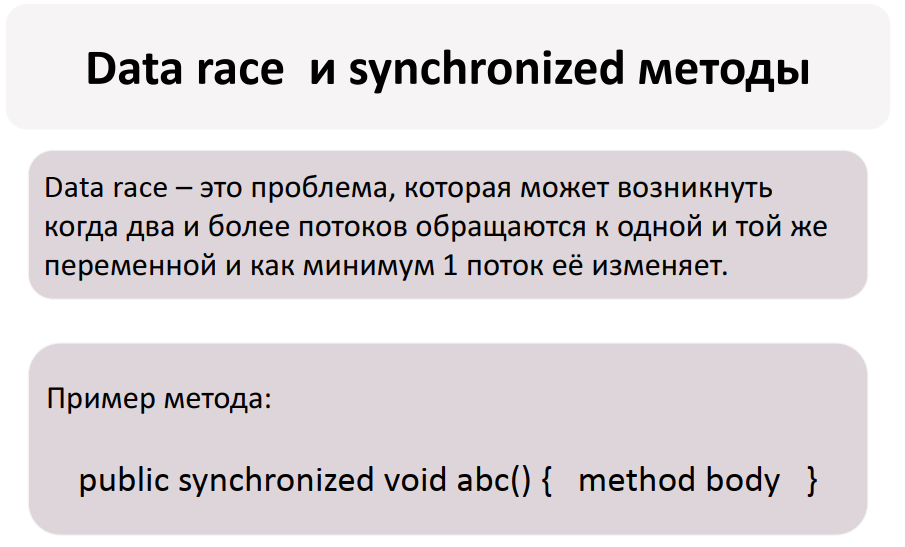 Data race  и synchronized методы
Data race – это проблема, которая может возникнуть
когда два и более потоков обращаются к одной и той же
переменной и как минимум 1 поток её изменяет.
Пример метода:
public synchronized void abc() {   method body   }